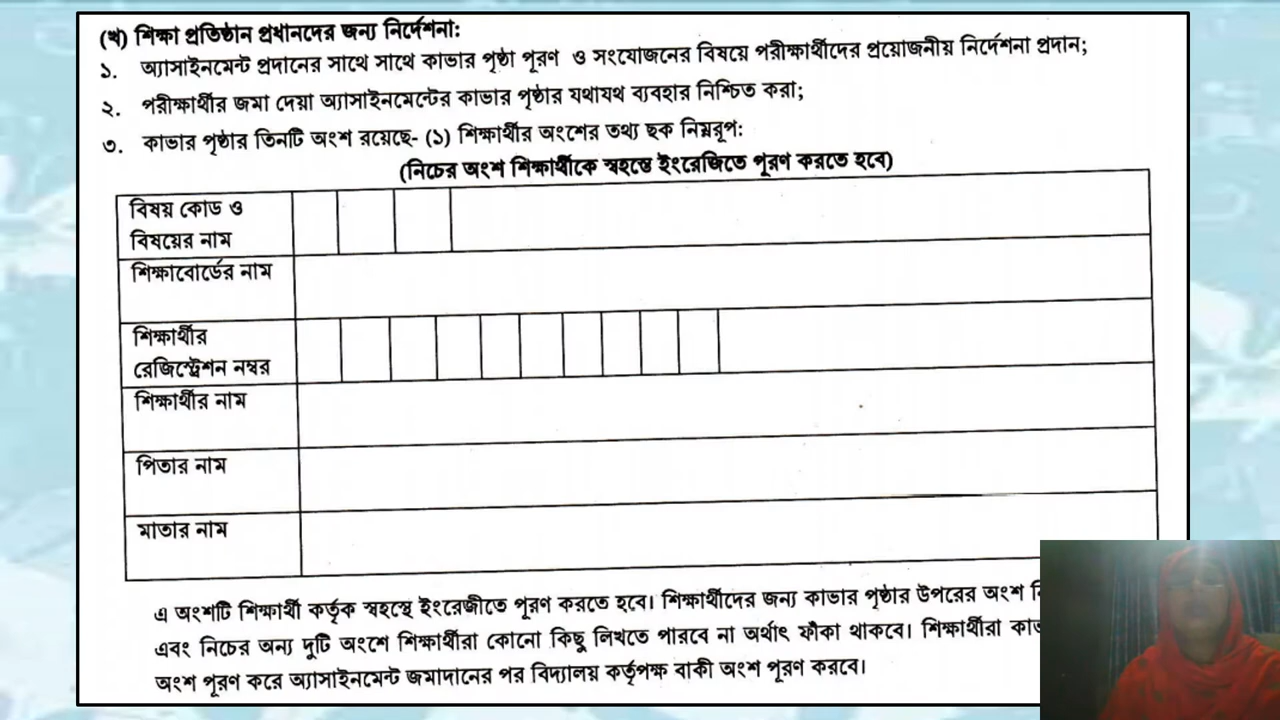 (খ) শিক্ষা প্রতিষ্ঠান প্রধানদের জন্য নির্দেশনা:
১. অ্যাসাইনমেন্ট প্রদানের সাথে সাথে কাভার পৃষ্ঠা পূরণ ও সংযোজনের বিষয়ে পরীক্ষার্থীদের প্রয়োজনীয় নির্দেশনা প্রদান;
২. পরীক্ষার্থীর জমা দেয়া অ্যাসাইনমেন্টের কাভার পৃষ্ঠার যথাযথ ব্যবহার নিশ্চিত করা;
৩. কাভার পৃষ্ঠার তিনটি অংশ রয়েছে- (১) শিক্ষার্থীর অংশের তথ্য ছক নিম্নরূপ:
(নিচের অংশ শিক্ষার্থীকে স্বহস্তে ইংরেজিতে পূরণ করতে হবে)
বিষয় কোড ও
বিষয়ের নাম
শিক্ষাবোর্ডের নাম
শিক্ষার্থীর
রেজিস্ট্রেশন নম্বর
শিক্ষার্থীর নাম
পিতার নাম
মাতার নাম
এ অংশটি শিক্ষার্থী কর্তৃক স্বহস্থে ইংরেজীতে পূরণ করতে হবে। শিক্ষার্থীদের জন্য কাভার পৃষ্ঠার উপরের অংশ
এবং নিচের অন্য দুটি অংশে শিক্ষার্থীরা কোনো কিছু লিখতে পারবে না অর্থাৎ ফাঁকা থাকবে। শিক্ষার্থীরা
অংশ পূরণ করে অ্যাসাইনমেন্ট জমাদানের পর বিদ্যালয় কর্তৃপক্ষ বাকী অংশ পূরণ করবে।